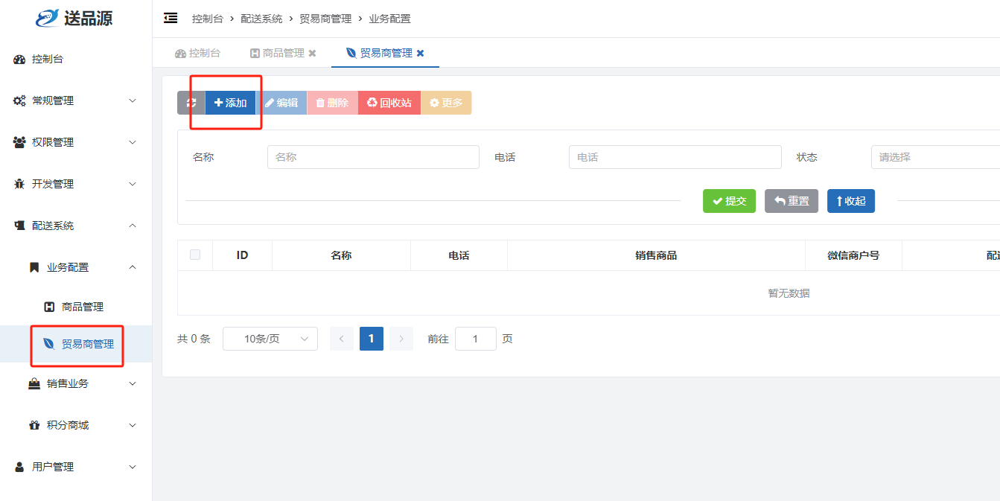 送品源
控制台
常规管理
权限管理
开发管理
配送系统
业务配置
商品管理
贸易商管理
销售业务
积分商城
用户管理
控制台 › 配送系统 › 贸易商管理 › 业务配置
控制台 商品管理 贸易商管理
添加 编辑 删除 回收站 更多
名称 名称 电话 电话 状态 请选择
提交 重置 收起
ID 名称 电话 销售商品 微信商户号 配
暂无数据
共 0 条 10条/页 1 前往 1 页